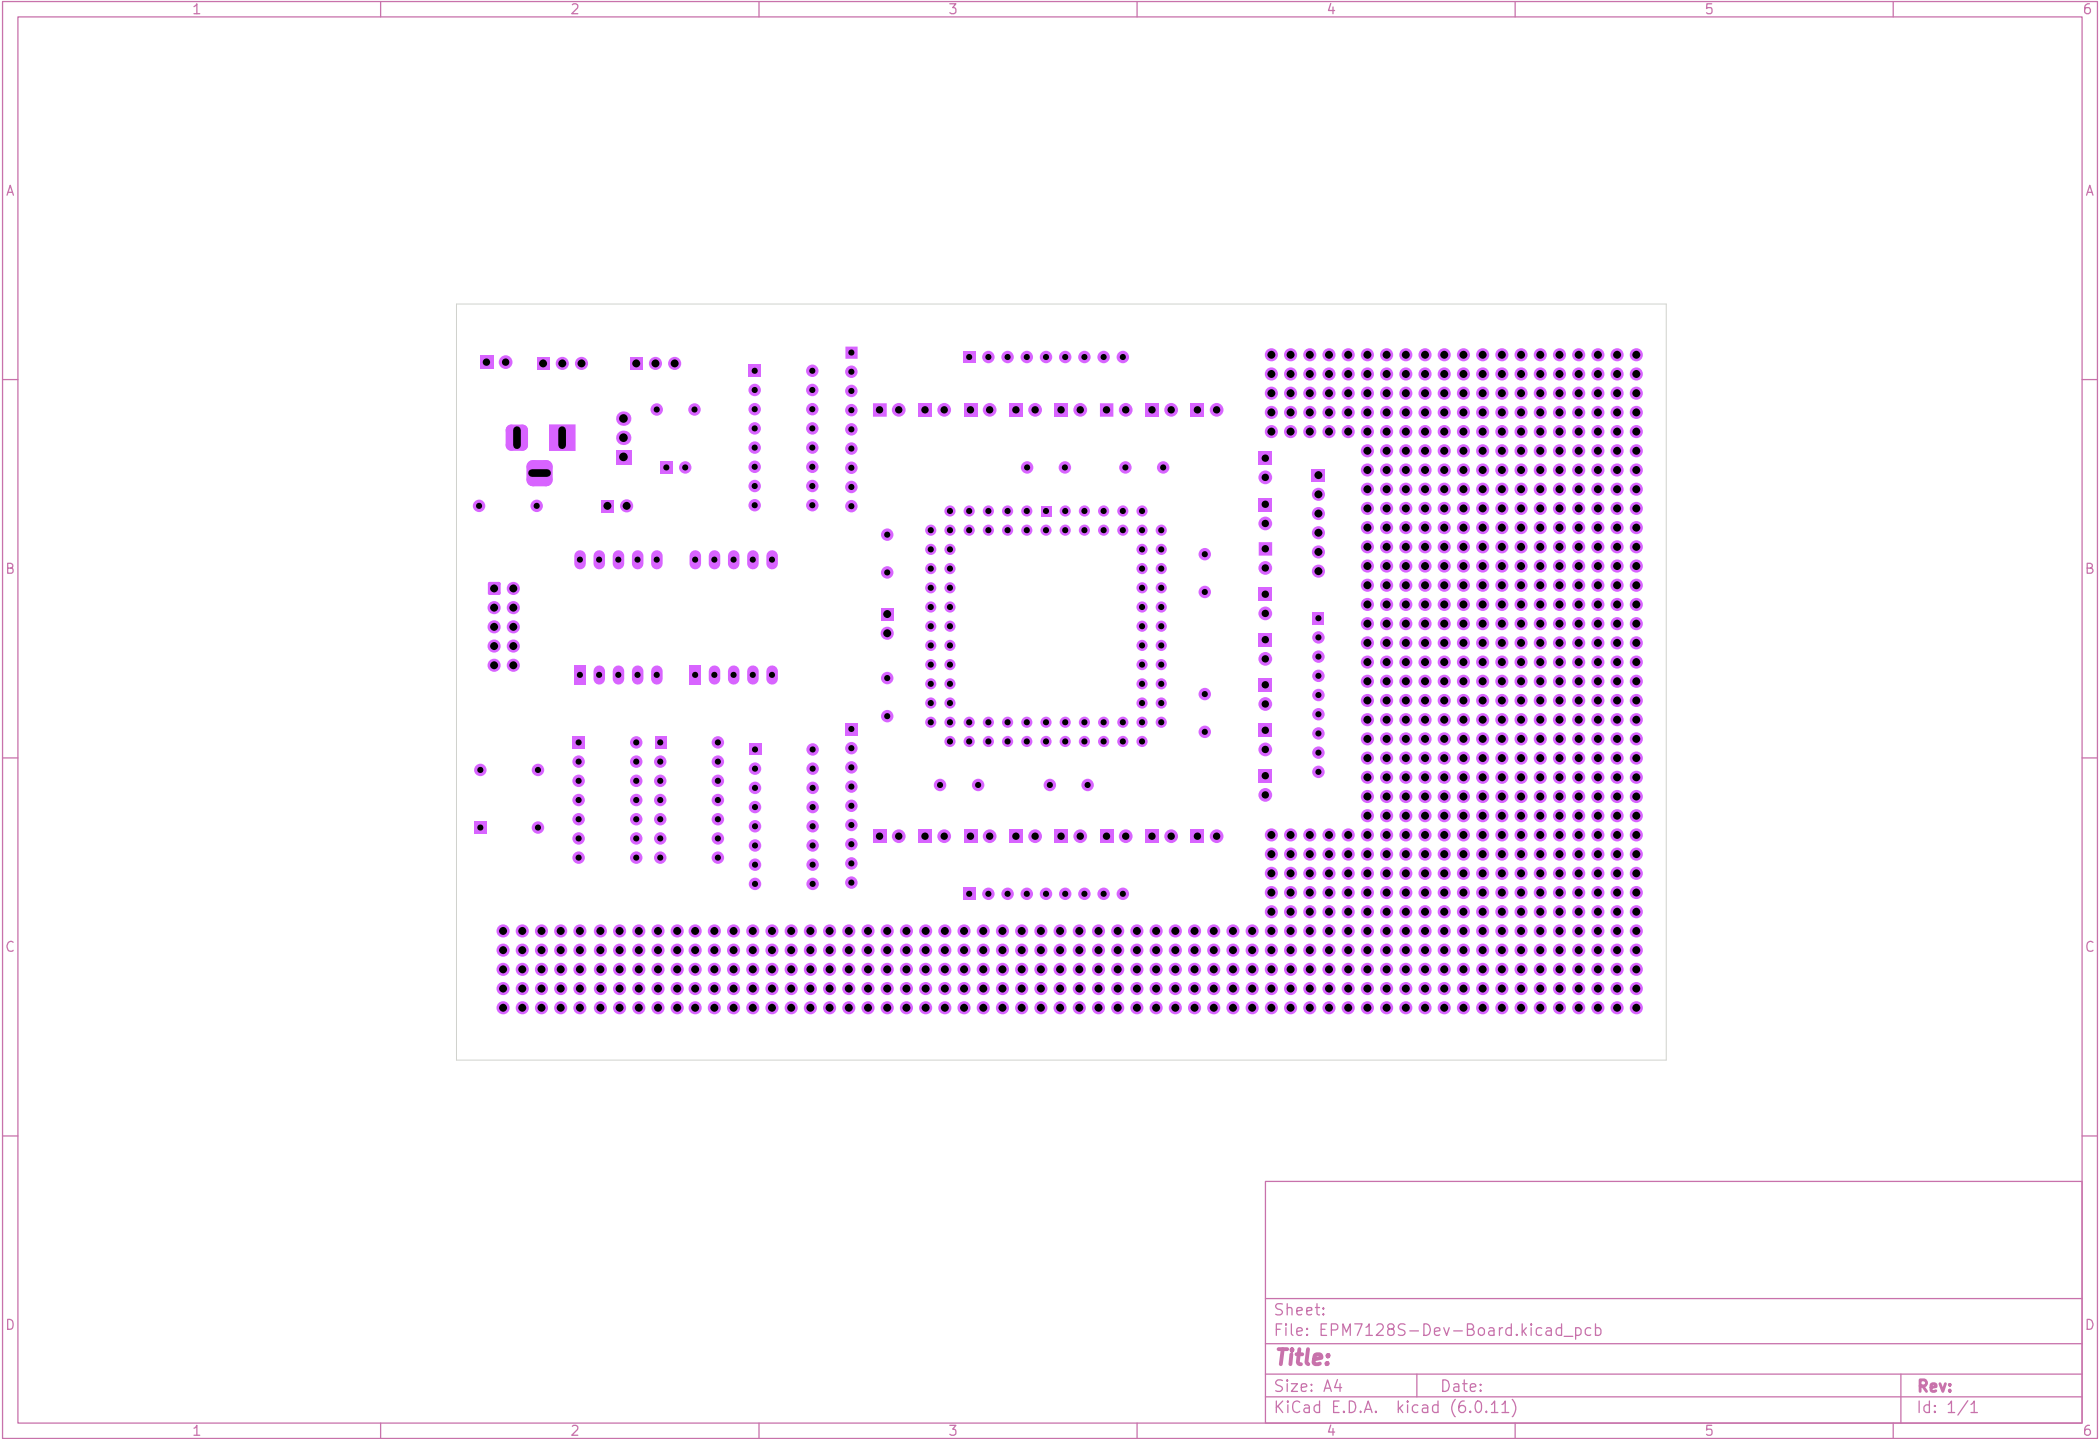 1 2 3 4 5 6
A A
B B
C C
D D
Sheet:
File: EPM7128S-Dev-Board.kicad_pcb
Title:
Size: A4 Date: Rev:
KiCad E.D.A. kicad (6.0.11) Id: 1/1
1 2 3 4 5 6